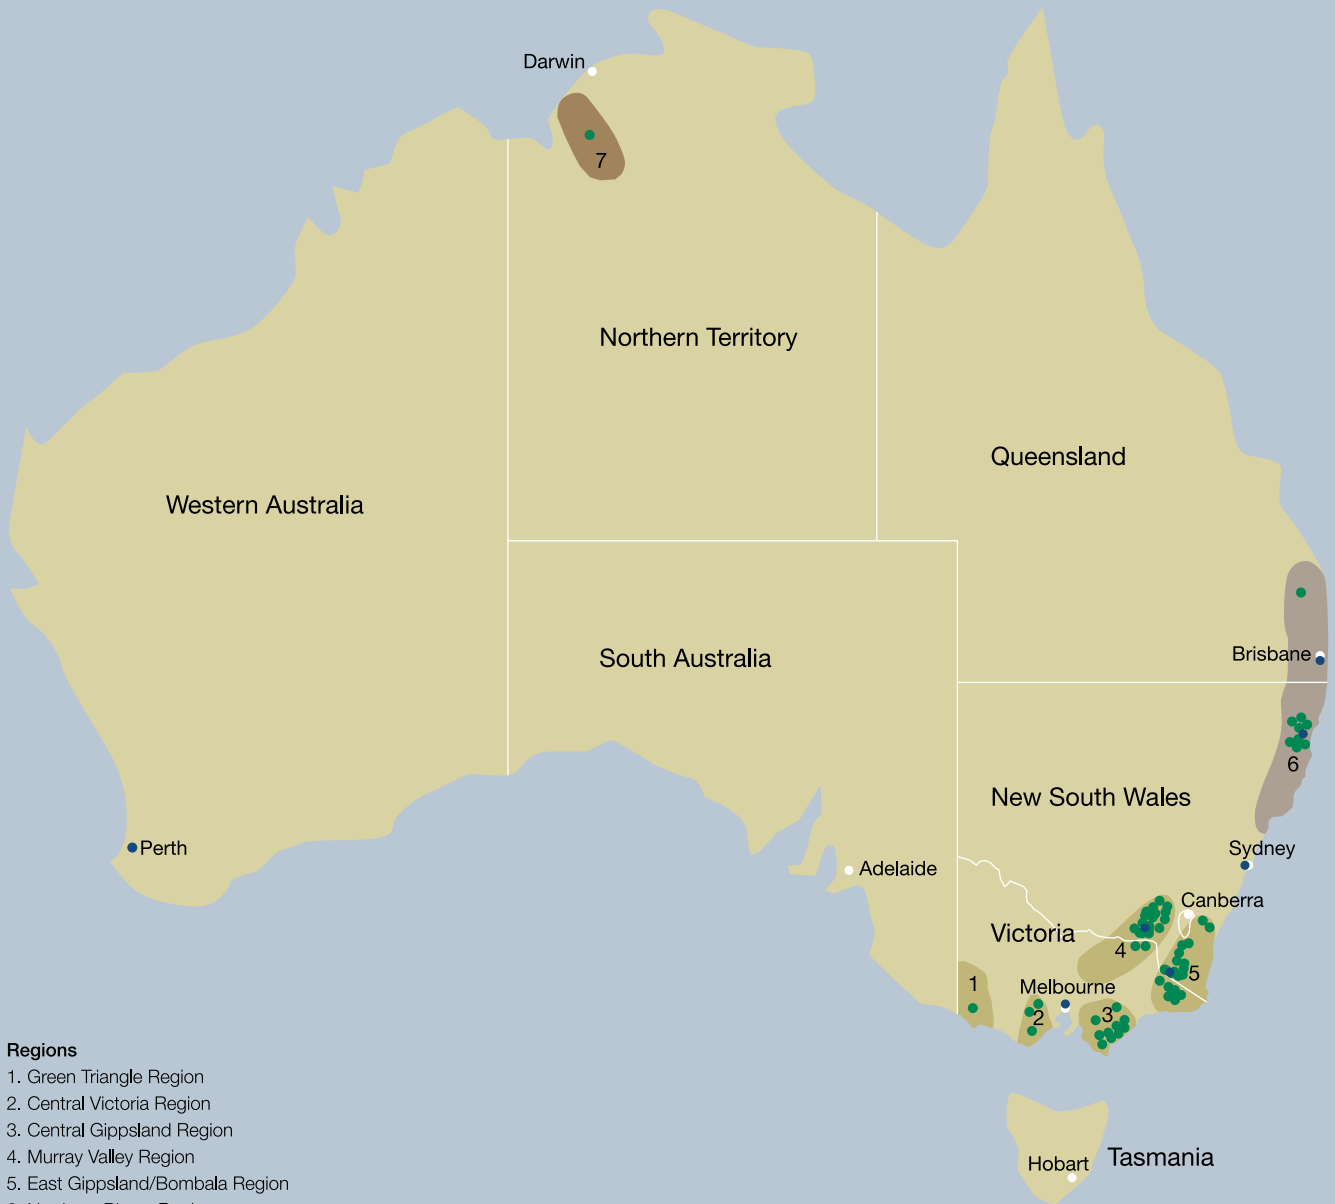 Darwin
7
Northern Territory
Queensland
Western Australia
South Australia
Brisbane
6
New South Wales
Perth
Sydney
Adelaide
Canberra
Victoria
4
5
1
Melbourne
2
3
Regions
1. Green Triangle Region
2. Central Victoria Region
3. Central Gippsland Region
4. Murray Valley Region
5. East Gippsland/Bombala Region
Hobart
Tasmania